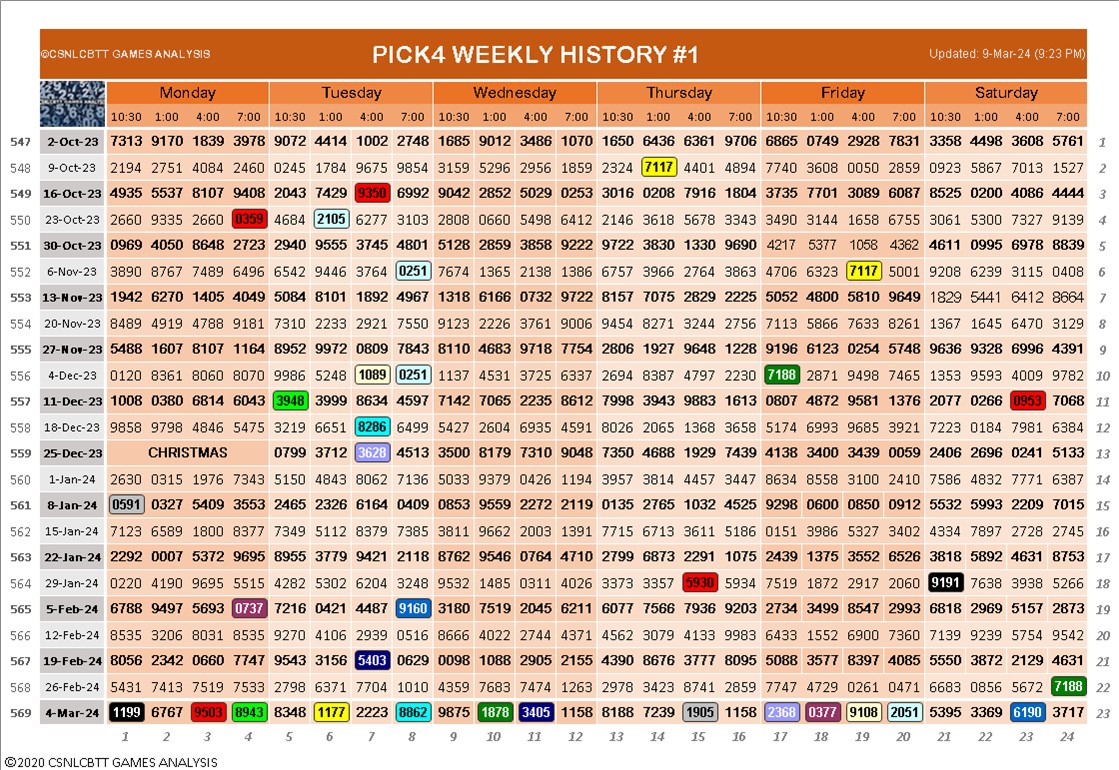 ©CSNLCBTT GAMES ANALYSIS PICK4 WEEKLY HISTORY #1 Updated: 9-Mar-24 (9:23 PM)
Monday Tuesday Wednesday Thursday Friday Saturday
10:30 1:00 4:00 7:00 10:30 1:00 4:00 7:00 10:30 1:00 4:00 7:00 10:30 1:00 4:00 7:00 10:30 1:00 4:00 7:00 10:30 1:00 4:00 7:00
547 2-Oct-23 7313 9170 1839 3978 9072 4414 1002 2748 1685 9012 3486 1070 1650 6436 6361 9706 6865 0749 2928 7831 3358 4498 3608 5761 1
548 9-Oct-23 2194 2751 4084 2460 0245 1784 9675 9854 3159 5296 2956 1859 2324 7117 4401 4894 7740 3608 0050 2859 0923 5867 7013 1527 2
549 16-Oct-23 4935 5537 8107 9408 2043 7429 9350 6992 9042 2852 5029 0253 3016 0208 7916 1804 3735 7701 3089 6087 8525 0200 4086 4444 3
550 23-Oct-23 2660 9335 2660 0359 4684 2105 6277 3103 2808 0660 5498 6412 2146 3618 5678 3343 3490 3144 1658 6755 3061 5300 7327 9139 4
551 30-Oct-23 0969 4050 8648 2723 2940 9555 3745 4801 5128 2659 3858 9222 9722 3830 1330 9690 4217 5377 1058 4362 4611 0995 6978 8839 5
552 6-Nov-23 3890 8767 7489 6496 6542 9446 3764 0251 7674 1365 2138 1386 6757 3966 2764 3863 4706 6323 7117 5001 9208 6239 3115 0408 6
553 13-Nov-23 1942 6270 1405 4049 5084 8101 1892 4967 1318 6166 0732 9722 8157 7075 2829 2225 5052 4800 5810 9649 1829 5441 6412 8664 7
554 20-Nov-23 8489 4919 4788 9181 7310 2233 2921 7550 9123 2226 3761 9006 9454 8271 3244 2756 7113 5866 7633 8261 1367 1645 6470 3129 8
555 27-Nov-23 5488 1607 8107 1164 8952 9972 0809 7843 8110 4683 9718 7754 2806 1927 9648 1228 9196 6123 0254 5748 9636 9328 6996 4391 9
556 4-Dec-23 0120 8361 8060 8070 9986 5248 1089 0251 1137 4531 3725 6337 2694 8387 4797 2230 7188 2871 9498 7465 1353 9593 4009 9782 10
557 11-Dec-23 1008 0380 6814 6043 3948 3999 8634 4597 7142 7065 2235 8612 7998 3943 9883 1613 0807 4872 9581 1376 2077 0266 0953 7068 11
558 18-Dec-23 9858 9798 4846 5475 3219 6651 8286 6499 5427 2604 6935 4591 8026 2065 1368 3658 5174 6993 9685 3921 7223 0184 7981 6384 12
559 25-Dec-23 CHRISTMAS 0799 3712 3628 4513 3500 8179 7310 9048 7350 4688 1929 7439 4138 3400 3439 0059 2406 2696 0241 5133 13
560 1-Jan-24 2630 0315 1976 7343 5150 4843 8062 7136 5033 9379 0426 1194 3957 3814 4457 3447 8634 8558 3100 2410 7586 4832 7771 6387 14
561 8-Jan-24 0591 0327 5409 3553 2465 2326 6164 0409 0853 9559 2272 2119 0135 2765 1032 4525 9298 0600 0850 0912 5532 5993 2209 7015 15
562 15-Jan-24 7123 6589 1800 8377 7349 5112 8379 7385 3811 9662 2003 1391 7715 6713 3611 5186 0151 3986 5327 3402 4334 7897 2728 2745 16
563 22-Jan-24 2292 0007 5372 9695 8955 3779 9421 2118 8762 9546 0764 4710 2799 6873 2291 1075 2439 1375 3552 6526 3818 5892 4631 8753 17
564 29-Jan-24 0220 4190 9695 5515 4282 5302 6204 3248 9532 1485 0311 4026 3373 3357 5930 5934 7519 1872 2917 2060 9191 7638 3938 5266 18
565 5-Feb-24 6788 9497 5693 0737 7216 0421 4487 9160 3180 7519 2045 6211 6077 7566 7936 9203 2734 3499 8547 2993 6818 2969 5157 2873 19
566 12-Feb-24 8535 3206 8031 8535 9270 4106 2939 0516 8666 4022 2744 4371 4562 3079 4133 9983 6433 1552 6900 7360 7139 9239 5754 9542 20
567 19-Feb-24 8056 2342 0660 7747 9543 3156 5403 0629 0098 1088 2905 2155 4390 8676 3777 8095 5088 3577 8397 4085 5550 3872 2129 4631 21
568 26-Feb-24 5431 7413 7519 7533 2798 6371 7704 1010 4359 7683 7474 1263 2978 3423 8741 2859 7747 4729 0261 0471 6683 0856 5672 7188 22
569 4-Mar-24 1199 6767 9503 8943 8348 1177 2223 8862 9875 1878 3405 1158 8188 7239 1905 1158 2368 0377 9108 2051 5395 3369 6190 3717 23
1 2 3 4 5 6 7 8 9 10 11 12 13 14 15 16 17 18 19 20 21 22 23 24
©2020 CSNLCBTT GAMES ANALYSIS